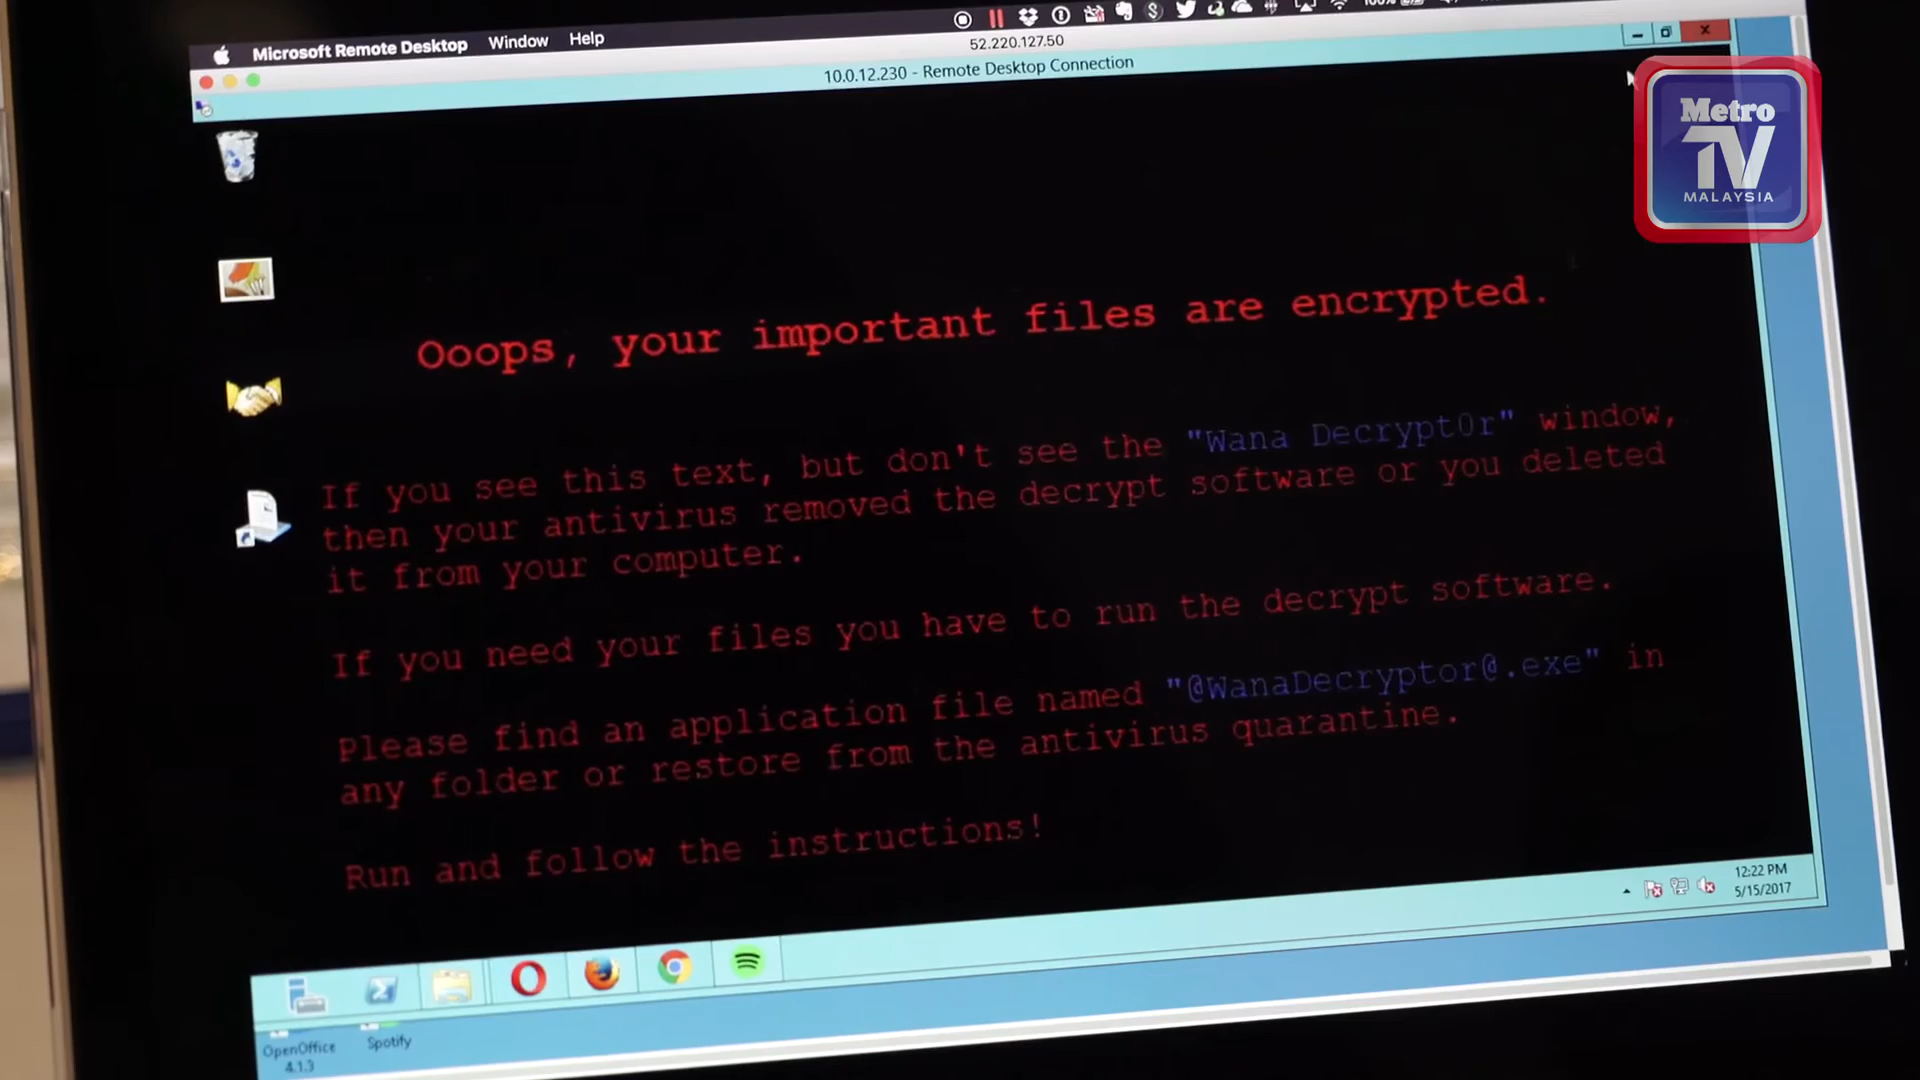 Microsoft Remote Desktop Window Help
100%
52.220.127.50
10.0.12.230 - Remote Desktop Connection
Metro
TV
MALAYSIA
Ooops, your important files are encrypted.
If you see this text, but don't see the "Wana Decrypt0r" window,
then your antivirus removed the decrypt software or you deleted
it from your computer.
If you need your files you have to run the decrypt software.
Please find an application file named "@WanaDecryptor@.exe" in
any folder or restore from the antivirus quarantine.
Run and follow the instructions!
12:22 PM
5/15/2017
OpenOffice
4.1.3
Spotify